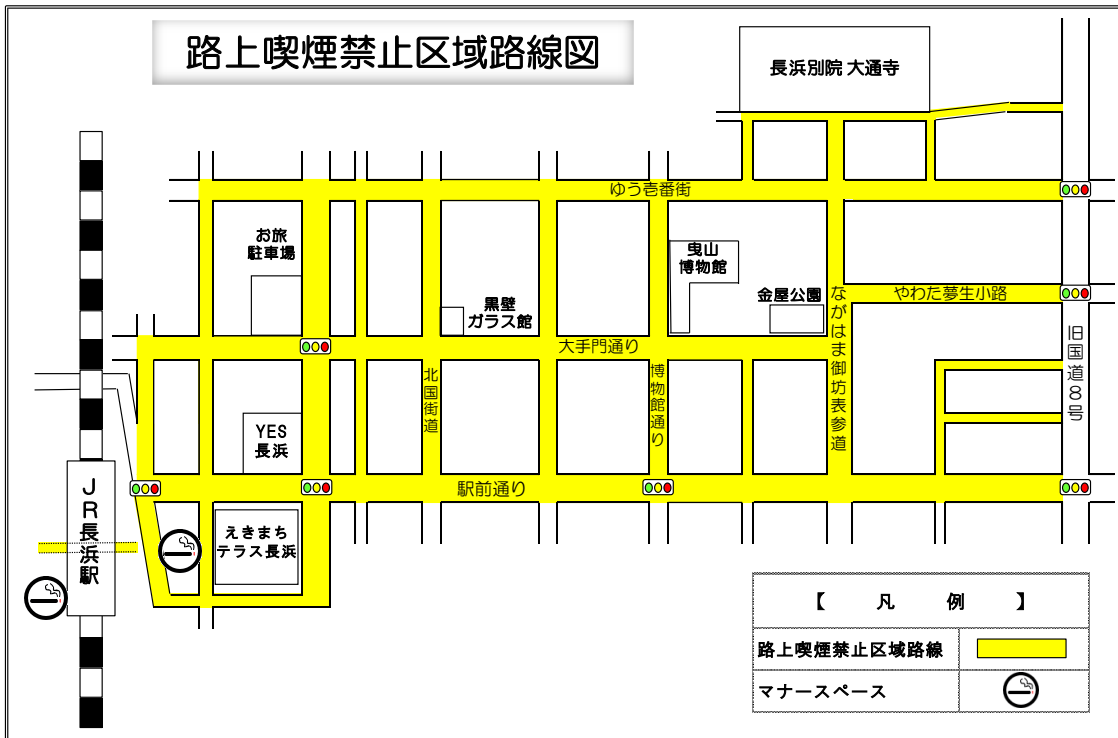 路上喫煙禁止区域路線図
長浜別院 大通寺
ゆう壱番街
お旅
駐車場
曳山
博物館
黒壁
ガラス館
金屋公園
やわた夢生小路
ながはま御坊表参道
大手門通り
旧国道8号
北国街道
博物館通り
YES
長浜
駅前通り
JR長浜駅
えきまち
テラス長浜
【 凡 例 】
路上喫煙禁止区域路線
マナースペース